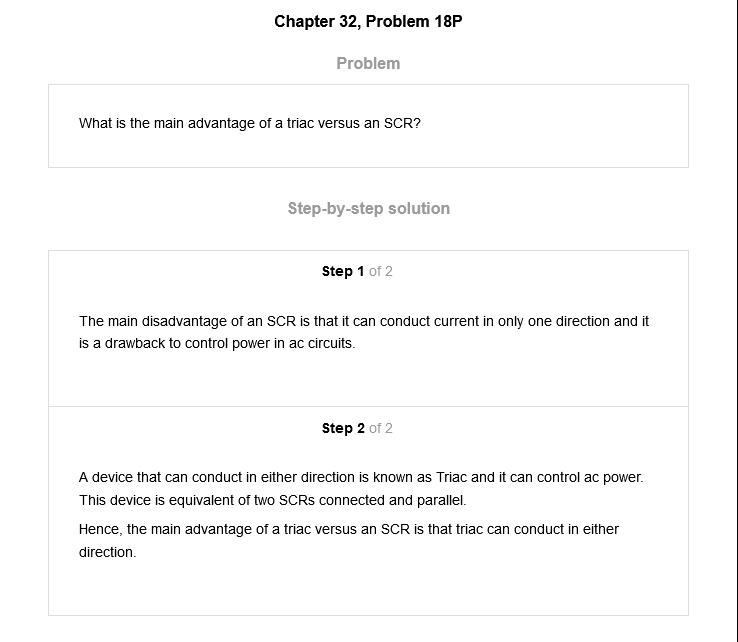 Chapter 32, Problem 18P
Problem
What is the main advantage of a triac versus an SCR?
Step-by-step solution
Step 1 of 2
The main disadvantage of an SCR is that it can conduct current in only one direction and it
is a drawback to control power in ac circuits.
Step 2 of 2
A device that can conduct in either direction is known as Triac and it can control ac power.
This device is equivalent of two SCRs connected and parallel.
Hence, the main advantage of a triac versus an SCR is that triac can conduct in either
direction.